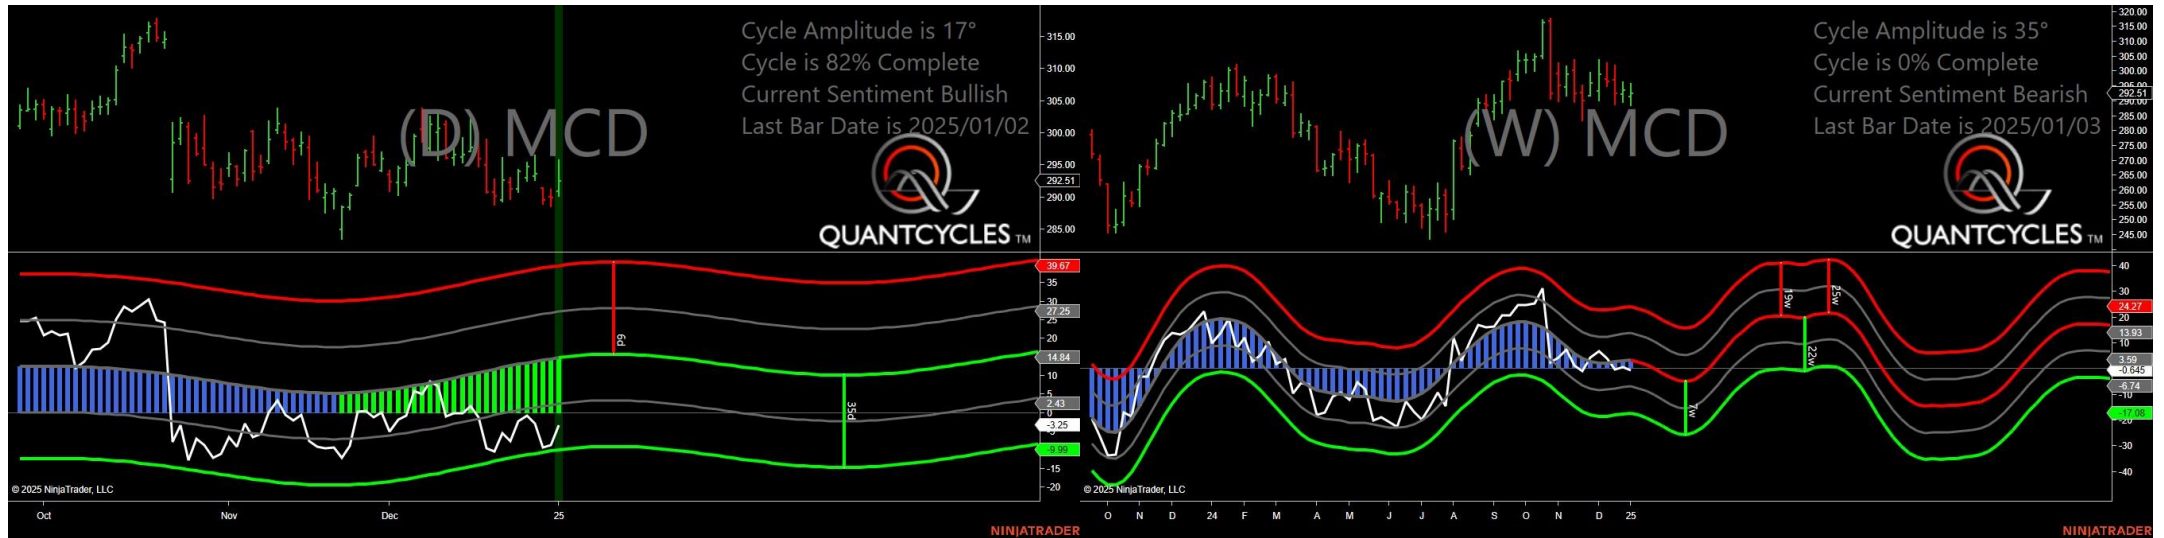 Cycle Amplitude is 17°
Cycle is 82% Complete
Current Sentiment Bullish
Last Bar Date is 2025/01/02
(D) MCD
QUANTCYCLES TM
315.00
310.00
305.00
300.00
295.00
292.51
290.00
285.00
39.67
35
30
27.25
25
20
14.84
10
5
2.43
0
-3.25
-9.99
-15
-20
6d
35d
© 2025 NinjaTrader, LLC
Oct Nov Dec 25
NINJATRADER
Cycle Amplitude is 35°
Cycle is 0% Complete
Current Sentiment Bearish
Last Bar Date is 2025/01/03
(W) MCD
QUANTCYCLES TM
320.00
315.00
310.00
305.00
300.00
295.00
292.51
290.00
285.00
280.00
275.00
270.00
265.00
260.00
255.00
250.00
245.00
40
30
24.27
20
13.93
10
3.59
-0.645
-6.74
-10
-17.08
-20
-30
-40
7w
19w
22w
25w
© 2025 NinjaTrader, LLC
O N D 24 F M A M J J A S O N D 25
NINJATRADER